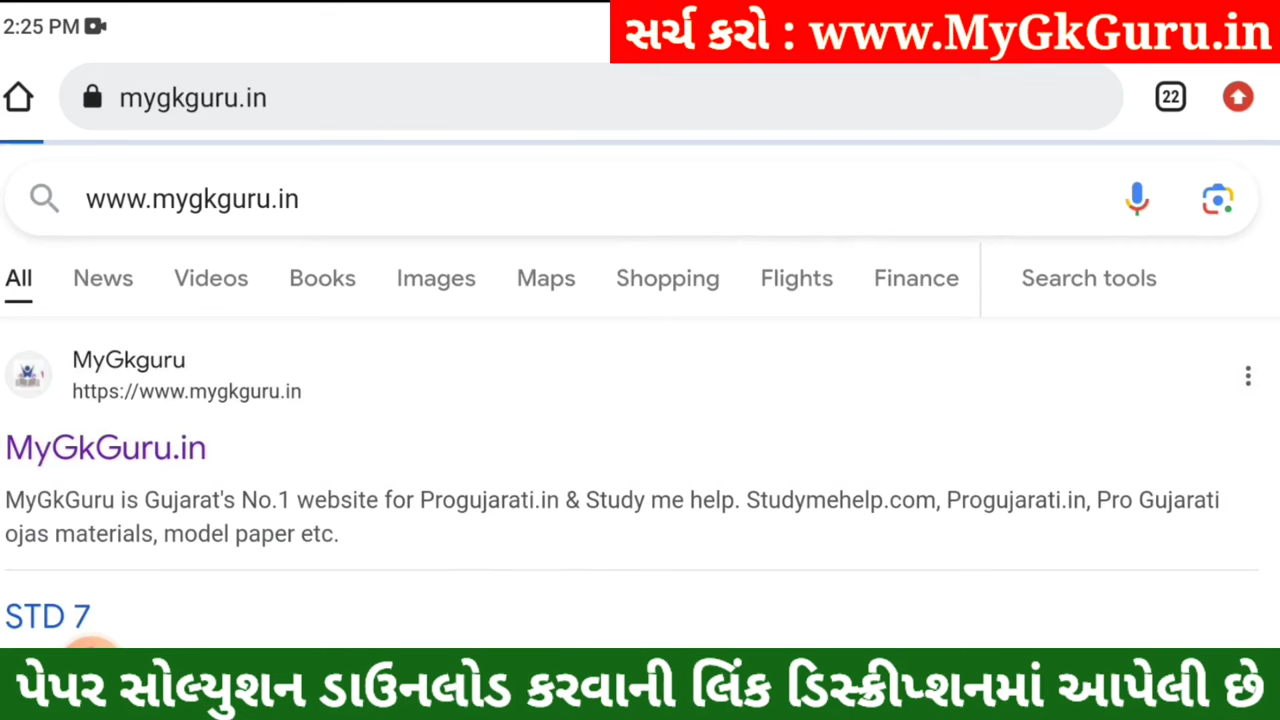 2:25 PM
સર્ચ કરો : www.MyGkGuru.in
mygkguru.in
22
www.mygkguru.in
All News Videos Books Images Maps Shopping Flights Finance Search tools
MyGkguru
https://www.mygkguru.in
MyGkGuru.in
MyGkGuru is Gujarat's No.1 website for Progujarati.in & Study me help. Studymehelp.com, Progujarati.in, Pro Gujarati
ojas materials, model paper etc.
STD 7
પેપર સોલ્યુશન ડાઉનલોડ કરવાની લિંક ડિસ્ક્રીપ્શનમાં આપેલી છે